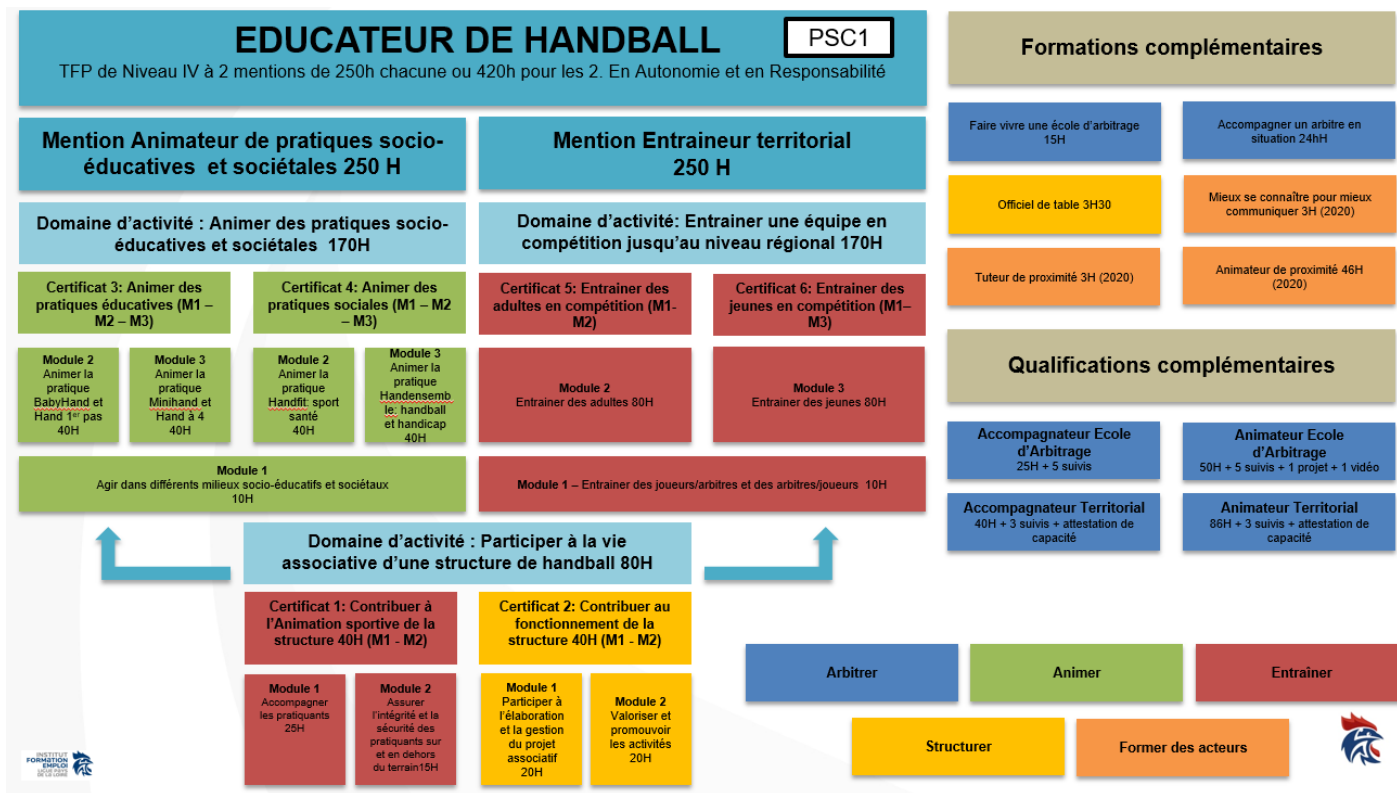 EDUCATEUR DE HANDBALL
PSC1
TFP de Niveau IV à 2 mentions de 250h chacune ou 420h pour les 2. En Autonomie et en Responsabilité
Mention Animateur de pratiques socio-
éducatives et sociétales 250 H
Mention Entraineur territorial
250 H
Domaine d'activité : Animer des pratiques socio-
éducatives et sociétales 170H
Domaine d'activité: Entrainer une équipe en
compétition jusqu'au niveau régional 170H
Certificat 3: Animer des
pratiques éducatives (M1 –
M2 – M3)
Certificat 4: Animer des
pratiques sociales (M1 – M2
– M3)
Certificat 5: Entrainer des
adultes en compétition (M1-
M2)
Certificat 6: Entrainer des
jeunes en compétition (M1–
M3)
Module 2
Animer la
pratique
BabyHand et
Hand 1er pas
40H
Module 3
Animer la
pratique
Minihand et
Hand à 4
40H
Module 2
Animer la
pratique
Handfit: sport
santé
40H
Module 3
Animer la
pratique
Handensemb
le: handball
et handicap
40H
Module 2
Entrainer des adultes 80H
Module 3
Entrainer des jeunes 80H
Module 1
Agir dans différents milieux socio-éducatifs et sociétaux
10H
Module 1 – Entrainer des joueurs/arbitres et des arbitres/joueurs 10H
Domaine d'activité : Participer à la vie
associative d'une structure de handball 80H
Certificat 1: Contribuer à
l'Animation sportive de la
structure 40H (M1 - M2)
Certificat 2: Contribuer au
fonctionnement de la
structure 40H (M1 - M2)
Module 1
Accompagner
les pratiquants
25H
Module 2
Assurer
l'intégrité et la
sécurité des
pratiquants sur
et en dehors
du terrain15H
Module 1
Participer à
l'élaboration
et la gestion
du projet
associatif
20H
Module 2
Valoriser et
promouvoir
les activités
20H
INSTITUT
FORMATION
EMPLOI
LIGUE PAYS
DE LA LOIRE
Formations complémentaires
Faire vivre une école d'arbitrage
15H
Accompagner un arbitre en
situation 24hH
Officiel de table 3H30
Mieux se connaître pour mieux
communiquer 3H (2020)
Tuteur de proximité 3H (2020)
Animateur de proximité 46H
(2020)
Qualifications complémentaires
Accompagnateur Ecole
d'Arbitrage
25H + 5 suivis
Animateur Ecole
d'Arbitrage
50H + 5 suivis + 1 projet + 1 vidéo
Accompagnateur Territorial
40H + 3 suivis + attestation de
capacité
Animateur Territorial
86H + 3 suivis + attestation de
capacité
Arbitrer
Animer
Entraîner
Structurer
Former des acteurs